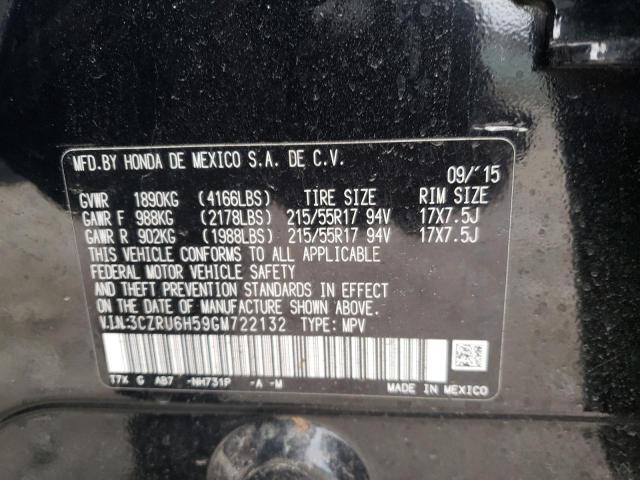 MFD.BY HONDA DE MEXICO S.A. DE C.V.
09/'15
GVWR 1890KG (4166LBS) TIRE SIZE RIM SIZE
GAWR F 988KG (2178LBS) 215/55R17 94V 17X7.5J
GAWR R 902KG (1988LBS) 215/55R17 94V 17X7.5J
THIS VEHICLE CONFORMS TO ALL APPLICABLE
FEDERAL MOTOR VEHICLE SAFETY
AND THEFT PREVENTION STANDARDS IN EFFECT
ON THE DATE OF MANUFACTURE SHOWN ABOVE.
V.I.N:3CZRU6H59GM722132 TYPE: MPV
T7X G AB7 -NH731P -A -M MADE IN MEXICO